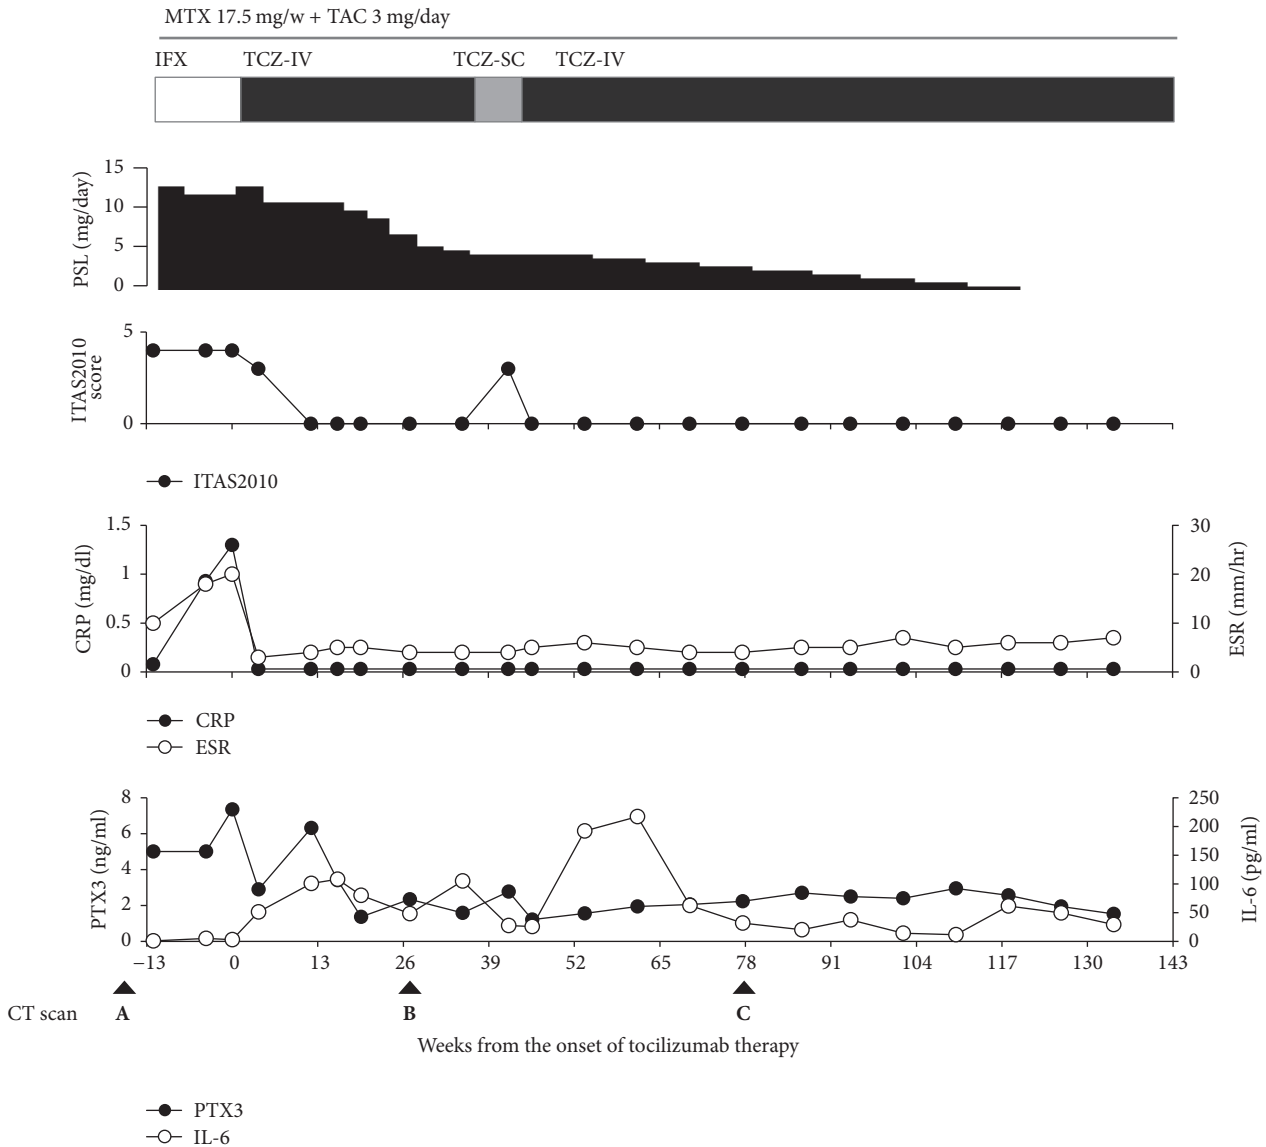 MTX 17.5 mg/w + TAC 3 mg/day
IFX TCZ-IV TCZ-SC TCZ-IV
PSL (mg/day)
15
10
5
0
ITAS2010
score
5
0
ITAS2010
CRP (mg/dl)
1.5
1
0.5
0
ESR (mm/hr)
30
20
10
0
CRP
ESR
PTX3 (ng/ml)
8
6
4
2
0
IL-6 (pg/ml)
250
200
150
100
50
0
−13 0 13 26 39 52 65 78 91 104 117 130 143
CT scan A B C
Weeks from the onset of tocilizumab therapy
PTX3
IL-6